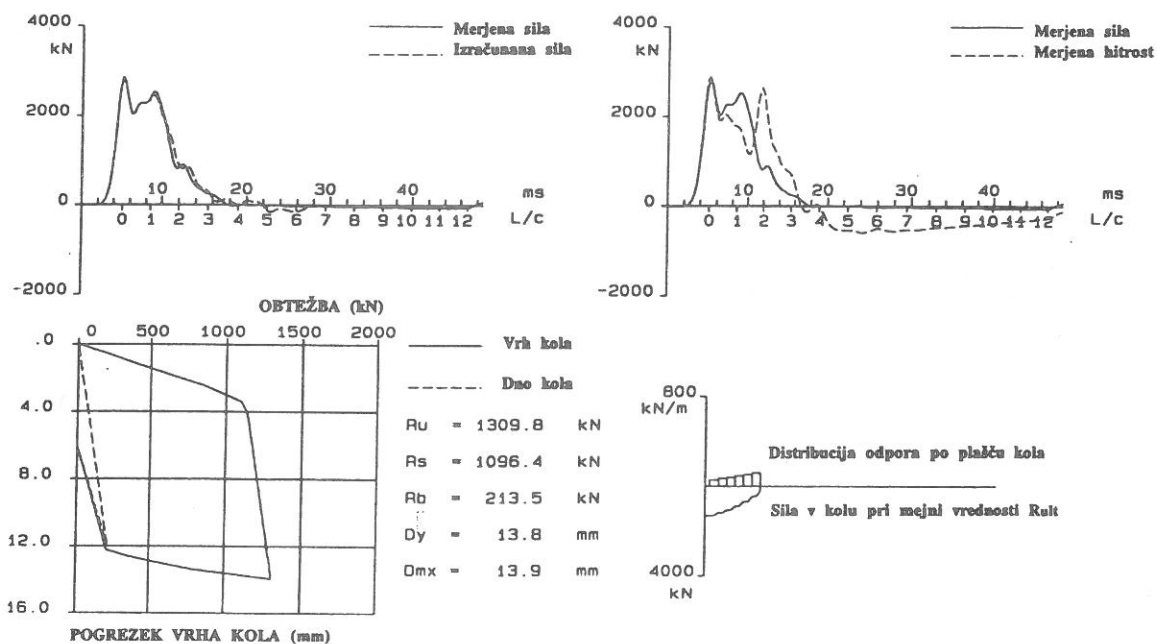 4000
kN
2000
0
-2000
Merjena sila
Izračunana sila
10 20 30 40 ms
0 1 2 3 4 5 6 7 8 9 10 11 12 L/c
4000
kN
2000
0
-2000
Merjena sila
Merjena hitrost
10 20 30 40 ms
0 1 2 3 4 5 6 7 8 9 10 11 12 L/c
OBTEŽBA (kN)
0 500 1000 1500 2000
.0
4.0
8.0
12.0
16.0
POGREZEK VRHA KOLA (mm)
Vrh kola
Dno kola
Ru = 1309.8 kN
Rs = 1096.4 kN
Rb = 213.5 kN
Dy = 13.8 mm
Dmx = 13.9 mm
800
kN/m
Distribucija odpora po plašču kola
Sila v kolu pri mejni vrednosti Rult
4000
kN